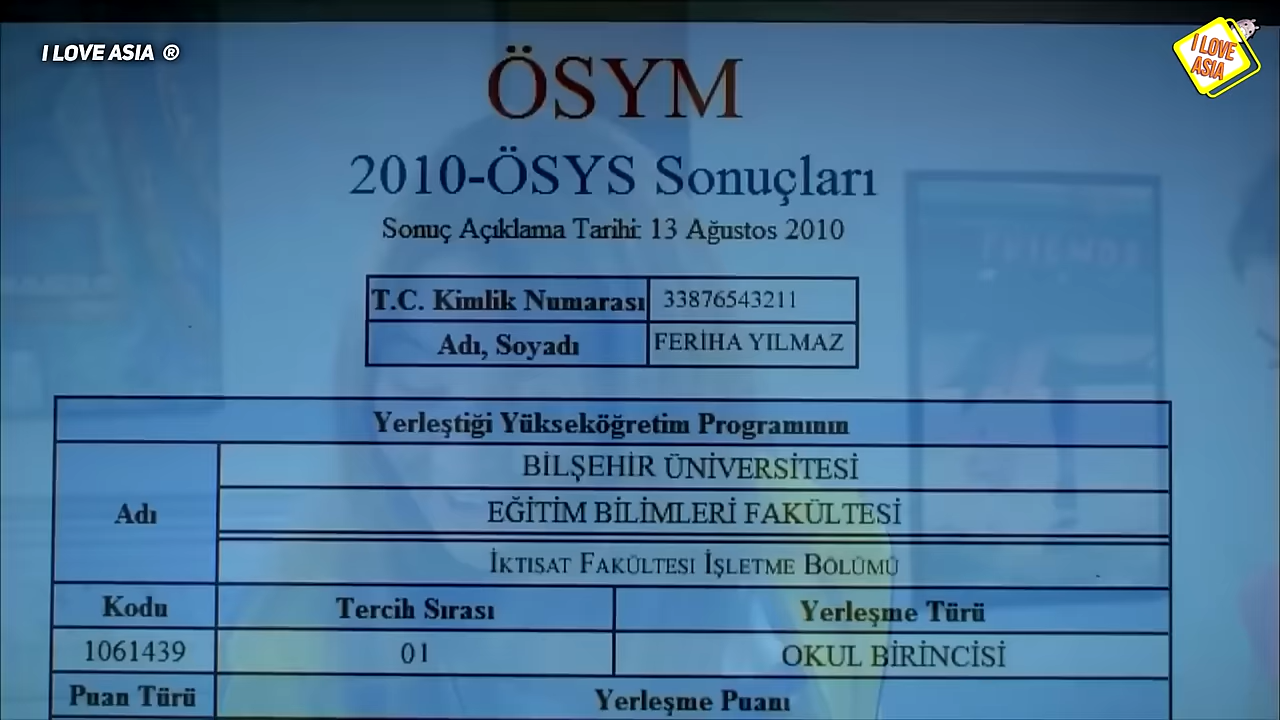 I LOVE ASIA ®
I LOVE
ASIA
ÖSYM
2010-ÖSYS Sonuçları
Sonuç Açıklama Tarihi: 13 Ağustos 2010
T.C. Kimlik Numarası 33876543211
Adı, Soyadı FERİHA YILMAZ
Yerleştiği Yükseköğretim Programının
Adı
BİLŞEHİR ÜNİVERSİTESİ
EĞİTİM BİLİMLERİ FAKÜLTESİ
İKTISAT FAKÜLTESI İŞLETME BÖLÜMÜ
Kodu Tercih Sırası Yerleşme Türü
1061439 01 OKUL BİRİNCİSİ
Puan Türü Yerleşme Puanı